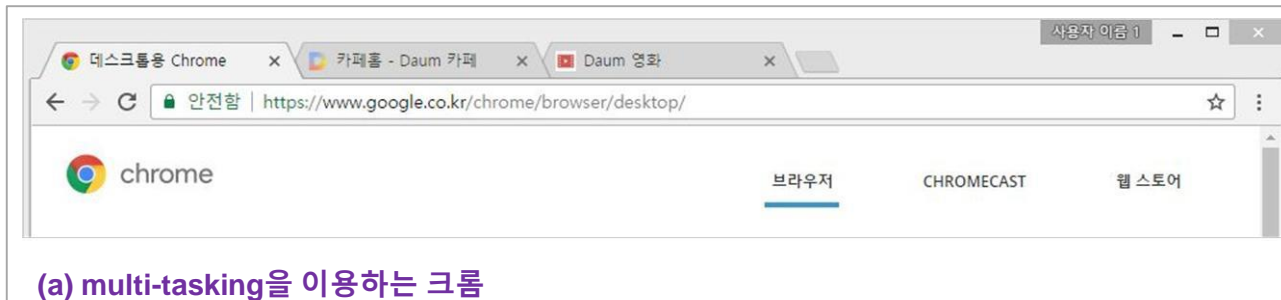 사용자 이름 1
데스크톱용 Chrome 카페홈 - Daum 카페 Daum 영화
안전함 | https://www.google.co.kr/chrome/browser/desktop/
chrome 브라우저 CHROMECAST 웹 스토어
(a) multi-tasking을 이용하는 크롬